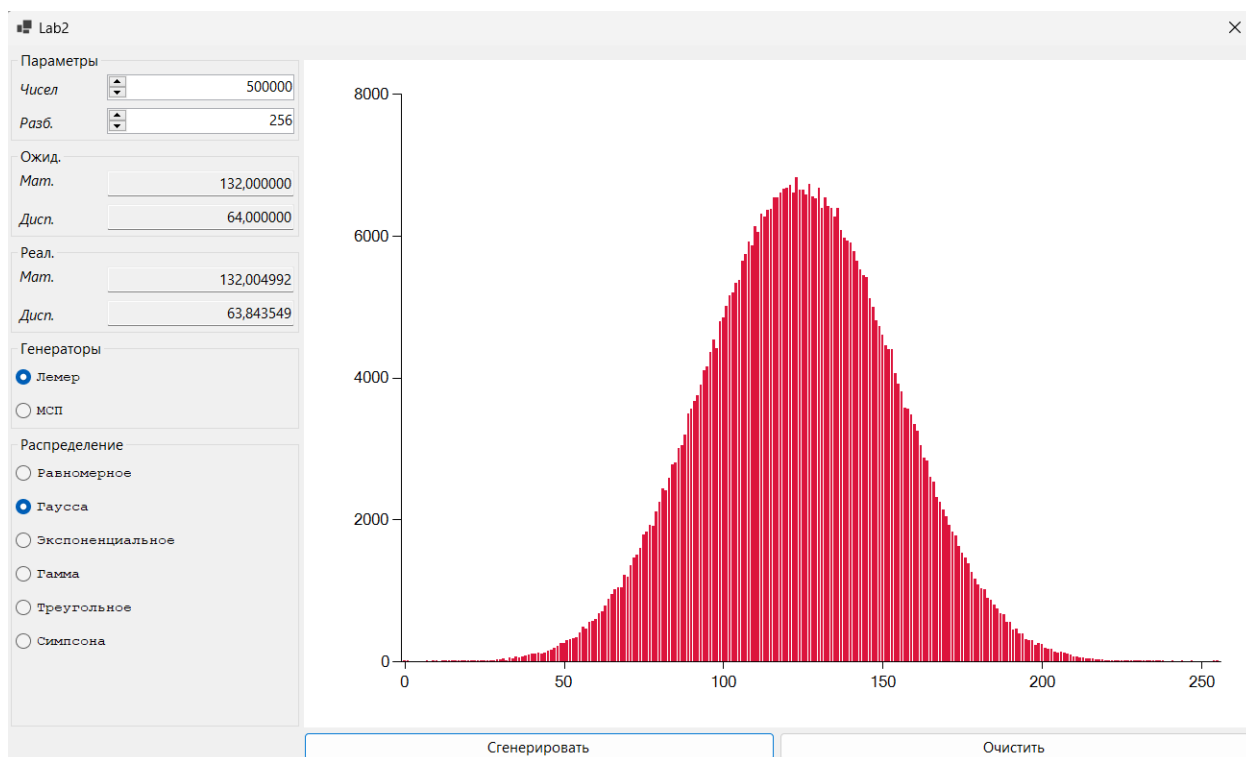 Lab2
Параметры
Чисел 500000
Разб. 256
Ожид.
Мат. 132,000000
Дисп. 64,000000
Реал.
Мат. 132,004992
Дисп. 63,843549
Генераторы
Лемер
МСП
Распределение
Равномерное
Гаусса
Экспоненциальное
Гамма
Треугольное
Симпсона
8000
6000
4000
2000
0
0 50 100 150 200 250
Сгенерировать Очистить